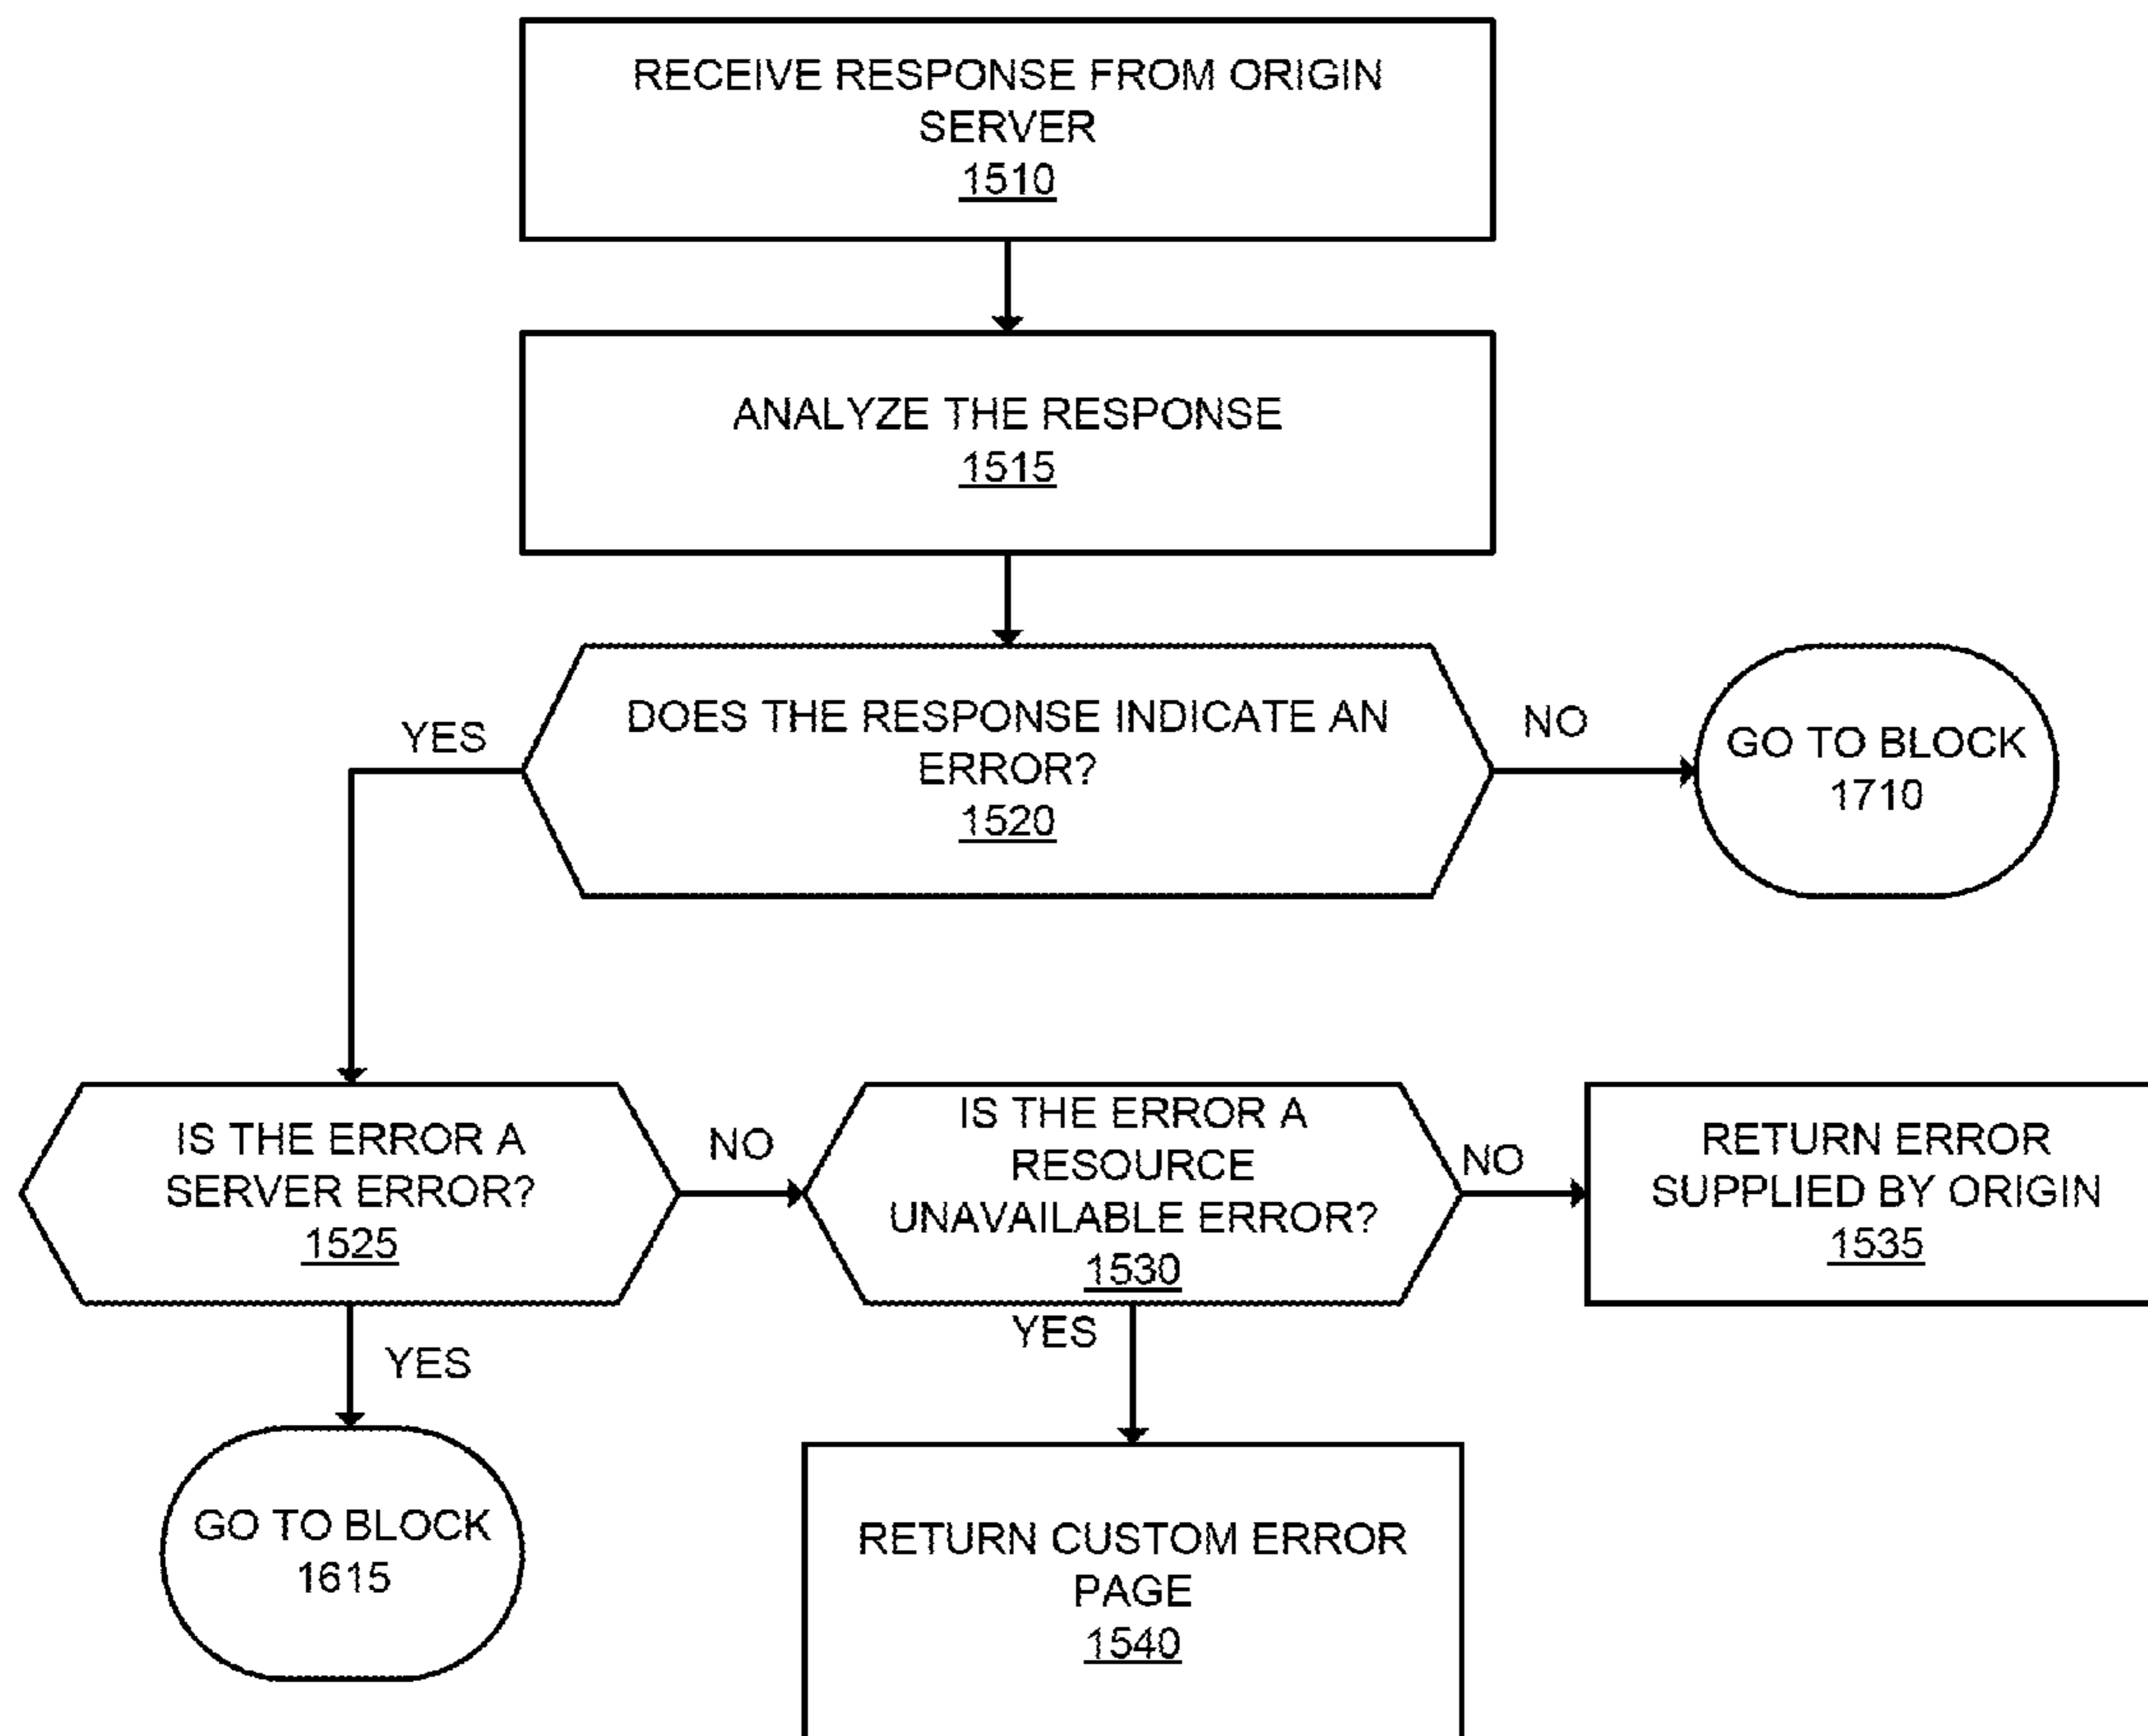 RECEIVE RESPONSE FROM ORIGIN
SERVER
1510
ANALYZE THE RESPONSE
1515
DOES THE RESPONSE INDICATE AN
ERROR?
1520
YES
NO
GO TO BLOCK
1710
IS THE ERROR A
SERVER ERROR?
1525
NO
IS THE ERROR A
RESOURCE
UNAVAILABLE ERROR?
1530
NO
RETURN ERROR
SUPPLIED BY ORIGIN
1535
YES
YES
GO TO BLOCK
1615
RETURN CUSTOM ERROR
PAGE
1540